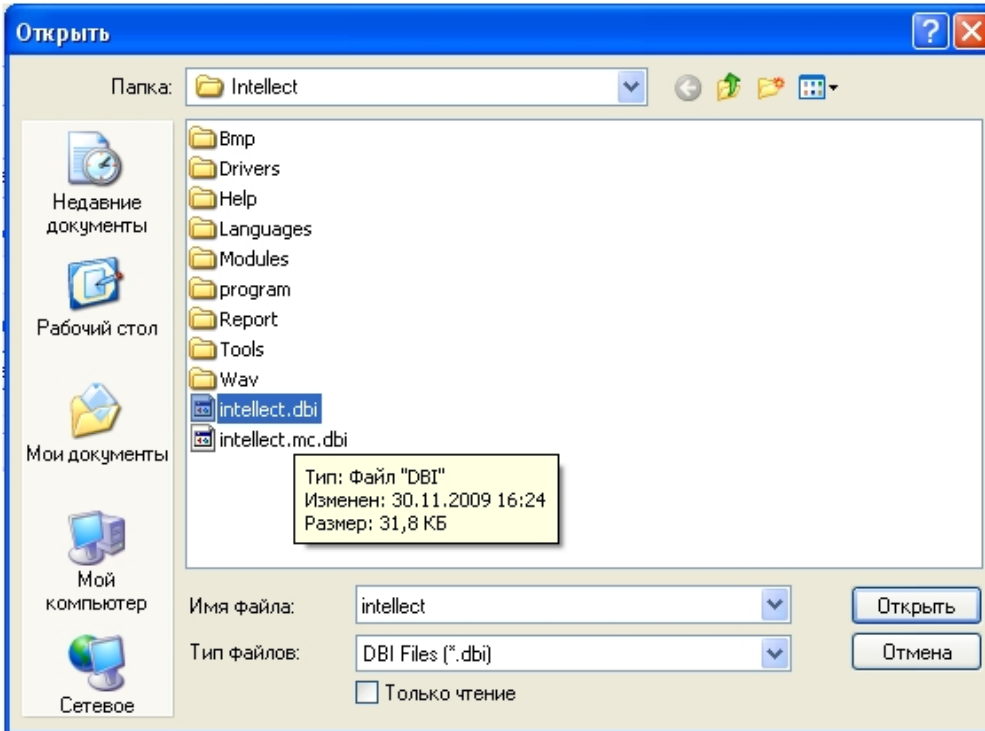 Открыть
Папка: Intellect
Недавние
документы
Рабочий стол
Мои документы
Мой
компьютер
Сетевое
Bmp
Drivers
Help
Languages
Modules
program
Report
Tools
Wav
intellect.dbi
intellect.mc.dbi
Тип: Файл "DBI"
Изменен: 30.11.2009 16:24
Размер: 31,8 КБ
Имя файла: intellect Открыть
Тип файлов: DBI Files (*.dbi) Отмена
Только чтение